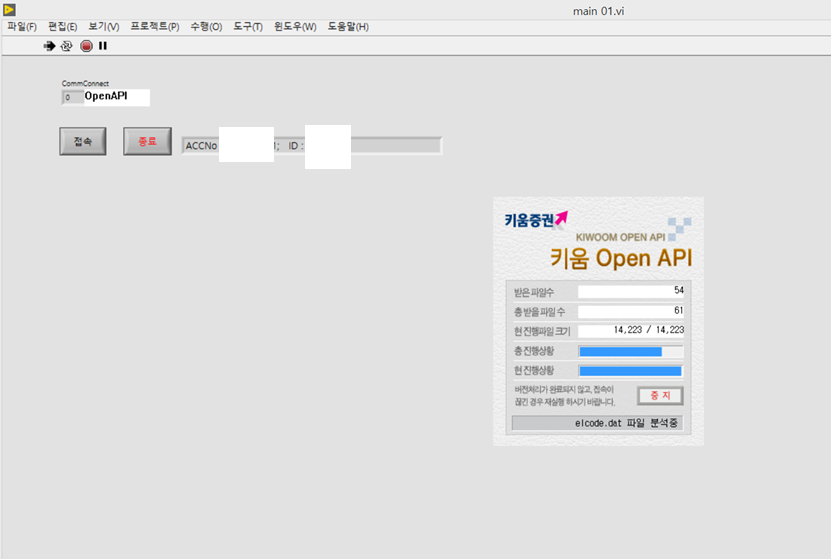 main 01.vi
파일(F) 편집(E) 보기(V) 프로젝트(P) 수행(O) 도구(T) 윈도우(W) 도움말(H)
CommConnect
0 OpenAPI
접속 종료 ACCNo ; ID :
키움증권
KIWOOM OPEN API
키움 Open API
받은 파일수 54
총 받을 파일 수 61
현 진행파일 크기 14,223 / 14,223
총 진행상황
현 진행상황
버전처리가 완료되지 않고, 접속이
끊긴 경우 재실행 하시기 바랍니다.
중 지
elcode.dat 파일 분석중